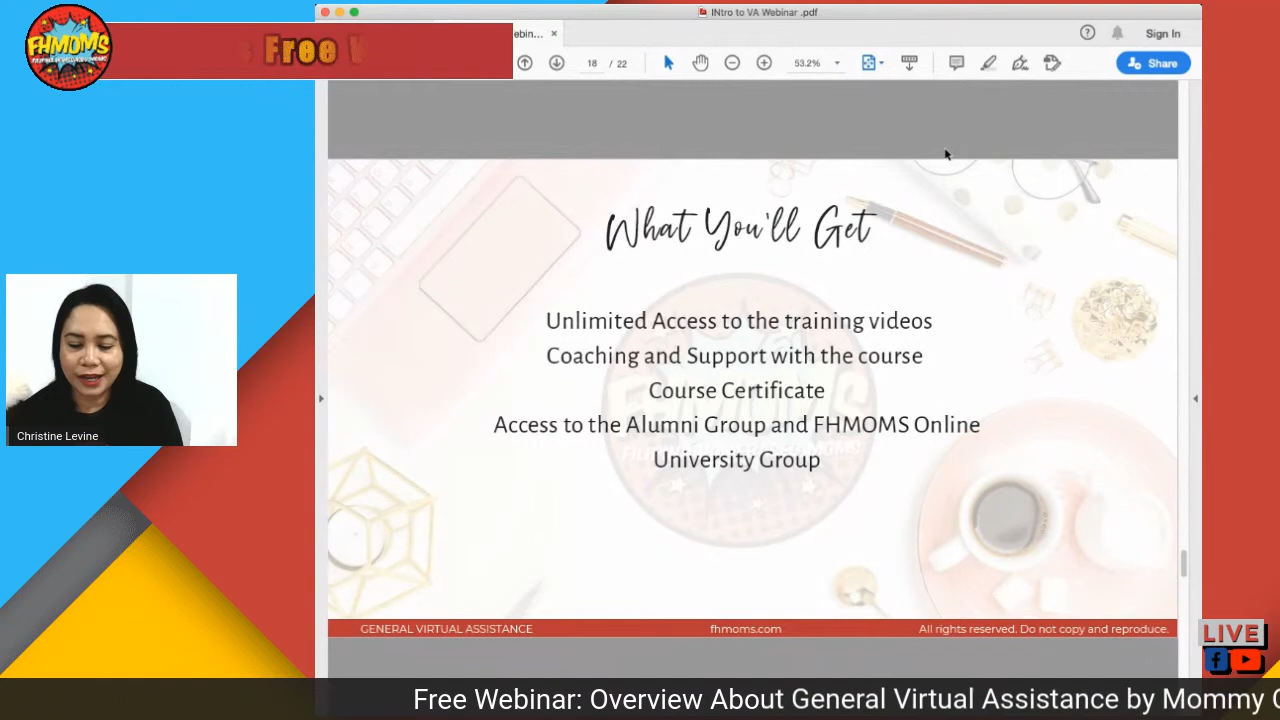 FHMOMS
Free
INtro to VA Webinar .pdf
ebin...
Sign In
18 / 22
53.2%
Share
What You'll Get
Unlimited Access to the training videos
Coaching and Support with the course
Course Certificate
Access to the Alumni Group and FHMOMS Online
University Group
Christine Levine
GENERAL VIRTUAL ASSISTANCE
fhmoms.com
All rights reserved. Do not copy and reproduce.
LIVE
Free Webinar: Overview About General Virtual Assistance by Mommy